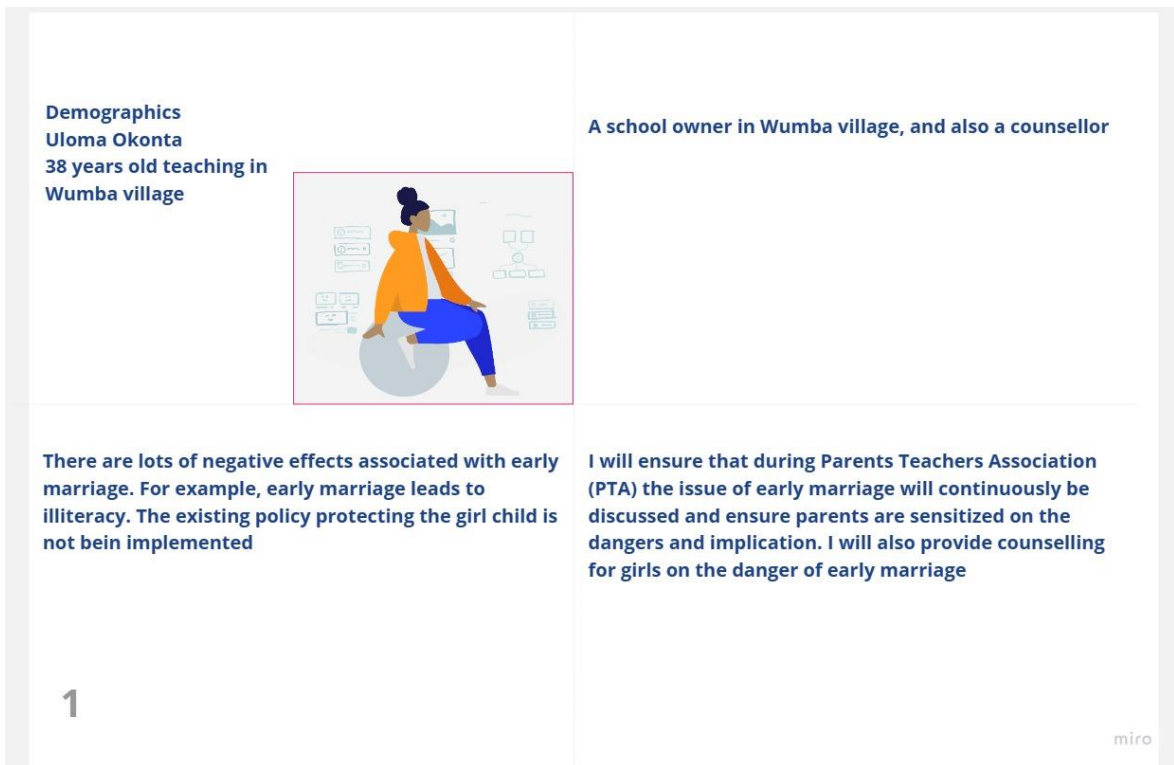 Demographics
Uloma Okonta
38 years old teaching in
Wumba village
A school owner in Wumba village, and also a counsellor
There are lots of negative effects associated with early
marriage. For example, early marriage leads to
illiteracy. The existing policy protecting the girl child is
not bein implemented
I will ensure that during Parents Teachers Association
(PTA) the issue of early marriage will continuously be
discussed and ensure parents are sensitized on the
dangers and implication. I will also provide counselling
for girls on the danger of early marriage
1
miro